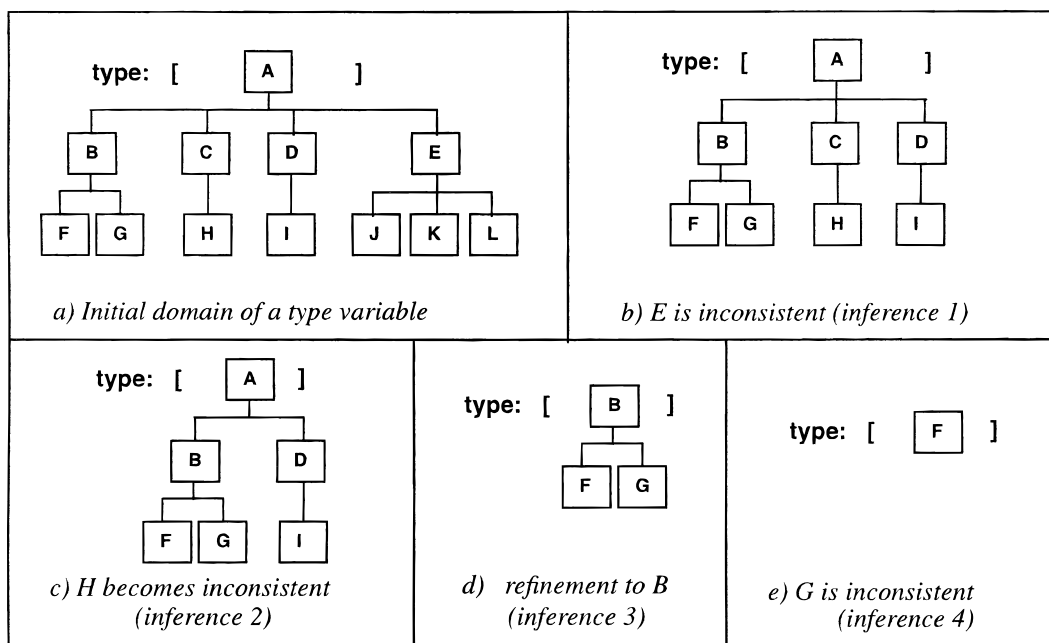 type: [ A ]
B C D E
F G H I J K L
a) Initial domain of a type variable
type: [ A ]
B C D
F G H I
b) E is inconsistent (inference 1)
type: [ A ]
B D
F G I
c) H becomes inconsistent
(inference 2)
type: [ B ]
F G
d) refinement to B
(inference 3)
type: [ F ]
e) G is inconsistent
(inference 4)